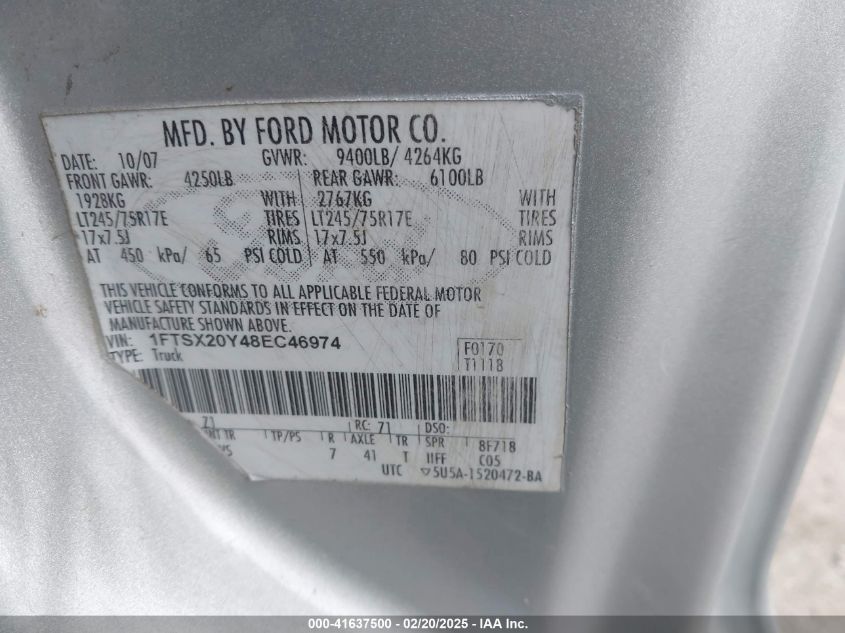 MFD. BY FORD MOTOR CO.
DATE: 10/07 GVWR: 9400LB/ 4264KG
FRONT GAWR: 4250LB REAR GAWR: 6100LB
1928KG WITH 2767KG WITH
LT245/75R17E TIRES LT245/75R17E TIRES
17x7.5J RIMS 17x7.5J RIMS
AT 450 kPa/ 65 PSI COLD AT 550 kPa/ 80 PSI COLD
THIS VEHICLE CONFORMS TO ALL APPLICABLE FEDERAL MOTOR
VEHICLE SAFETY STANDARDS IN EFFECT ON THE DATE OF
MANUFACTURE SHOWN ABOVE.
VIN: 1FTSX20Y48EC46974 F0170
TYPE: Truck T1118
71 RC: 71 DSO:
TR TP/PS R AXLE TR SPR 8F718
7 41 T IIFF C05
UTC ▽5U5A-1520472-BA
000-41637500 - 02/20/2025 - IAA Inc.